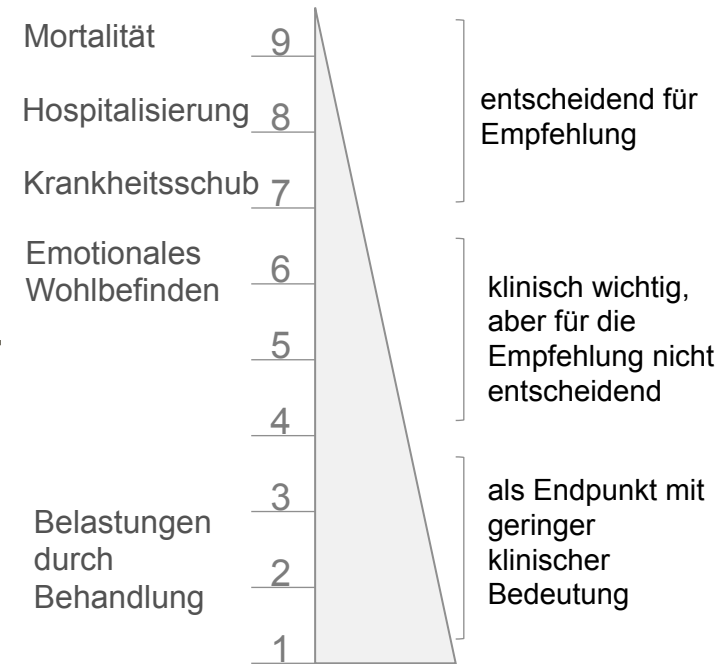 Mortalität
9
Hospitalisierung
8
Krankheitsschub
7
entscheidend für
Empfehlung
Emotionales
Wohlbefinden
6
5
4
klinisch wichtig,
aber für die
Empfehlung nicht
entscheidend
3
Belastungen
durch
Behandlung
2
1
als Endpunkt mit
geringer
klinischer
Bedeutung